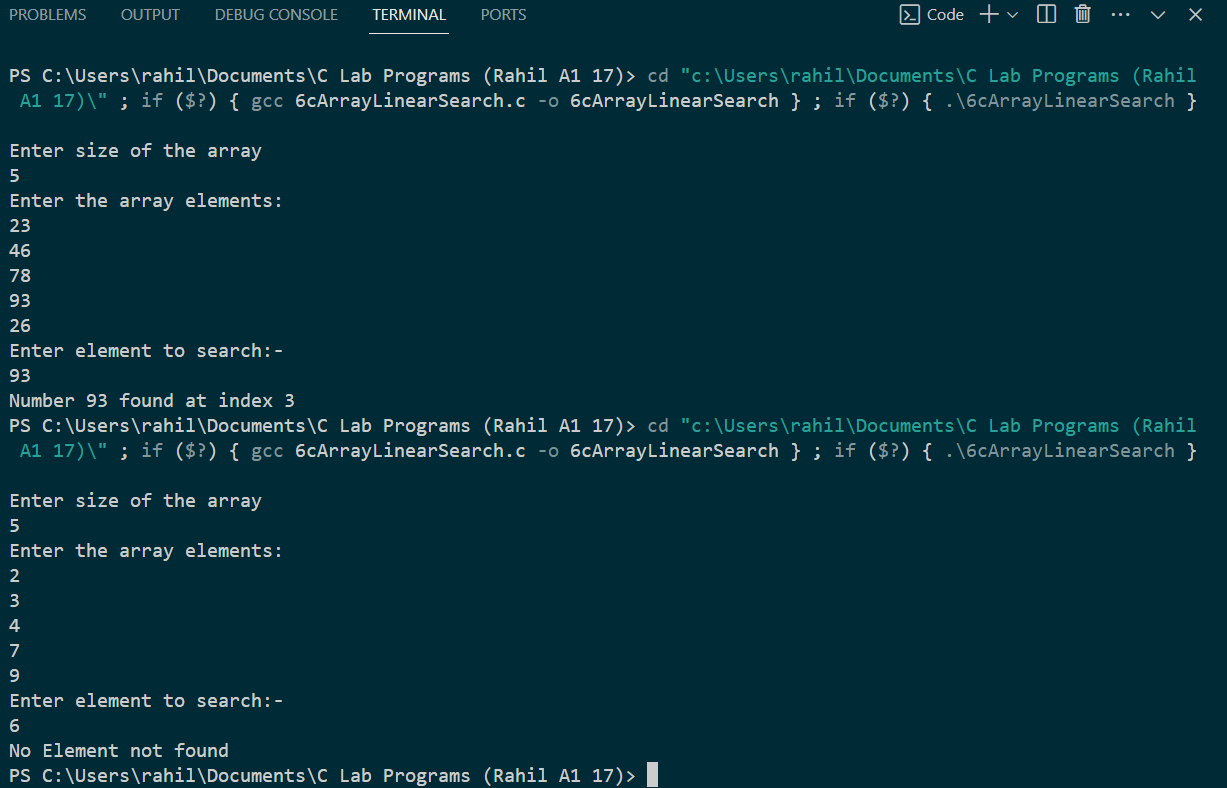 PROBLEMS OUTPUT DEBUG CONSOLE TERMINAL PORTS Code
PS C:\Users\rahil\Documents\C Lab Programs (Rahil A1 17)> cd "c:\Users\rahil\Documents\C Lab Programs (Rahil
A1 17)\" ; if ($?) { gcc 6cArrayLinearSearch.c -o 6cArrayLinearSearch } ; if ($?) { .\6cArrayLinearSearch }
Enter size of the array
5
Enter the array elements:
23
46
78
93
26
Enter element to search:-
93
Number 93 found at index 3
PS C:\Users\rahil\Documents\C Lab Programs (Rahil A1 17)> cd "c:\Users\rahil\Documents\C Lab Programs (Rahil
A1 17)\" ; if ($?) { gcc 6cArrayLinearSearch.c -o 6cArrayLinearSearch } ; if ($?) { .\6cArrayLinearSearch }
Enter size of the array
5
Enter the array elements:
2
3
4
7
9
Enter element to search:-
6
No Element not found
PS C:\Users\rahil\Documents\C Lab Programs (Rahil A1 17)>